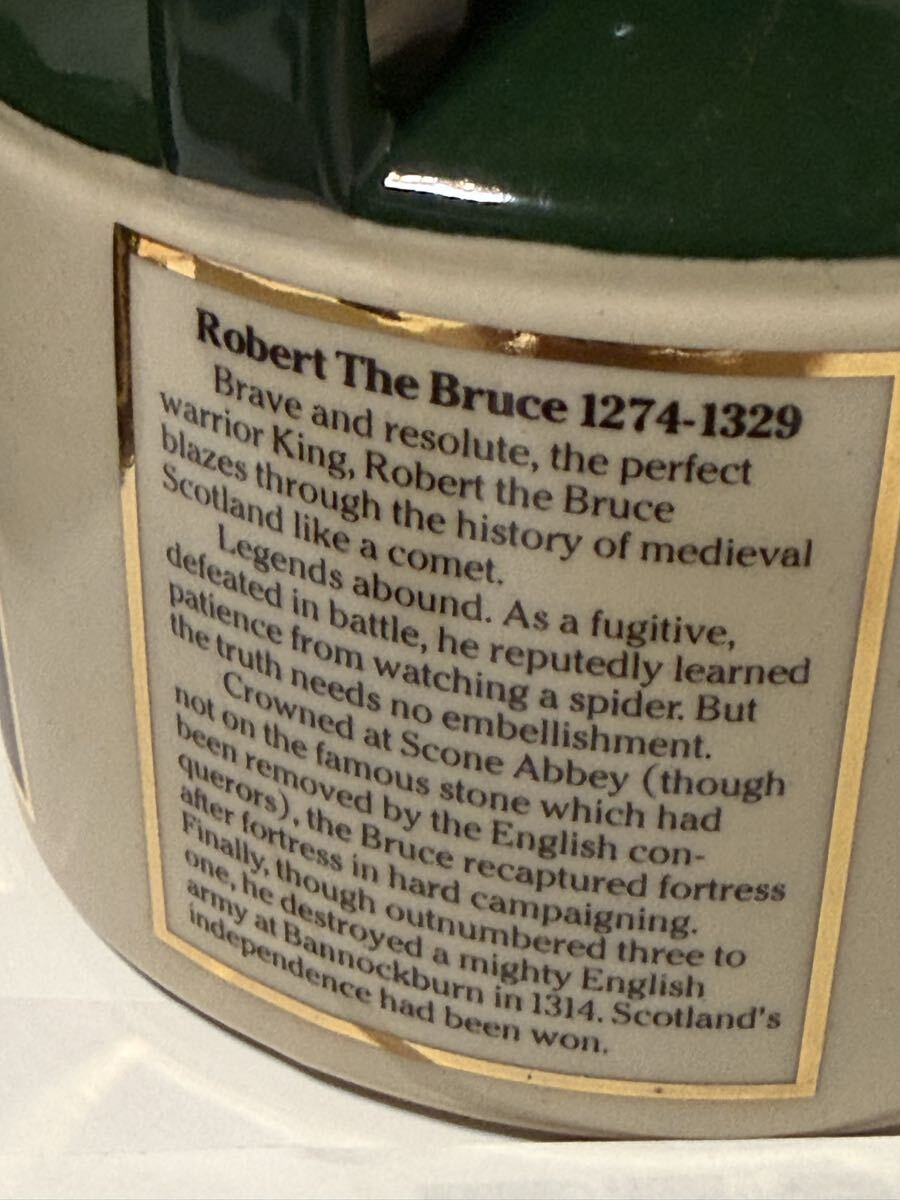 Robert The Bruce 1274-1329
Brave and resolute, the perfect
warrior King, Robert the Bruce
blazes through the history of medieval
Scotland like a comet.
Legends abound. As a fugitive,
defeated in battle, he reputedly learned
patience from watching a spider. But
the truth needs no embellishment.
Crowned at Scone Abbey (though
not on the famous stone which had
been removed by the English con-
querors), the Bruce recaptured fortress
after fortress in hard campaigning.
Finally, though outnumbered three to
one, he destroyed a mighty English
army at Bannockburn in 1314. Scotland's
independence had been won.